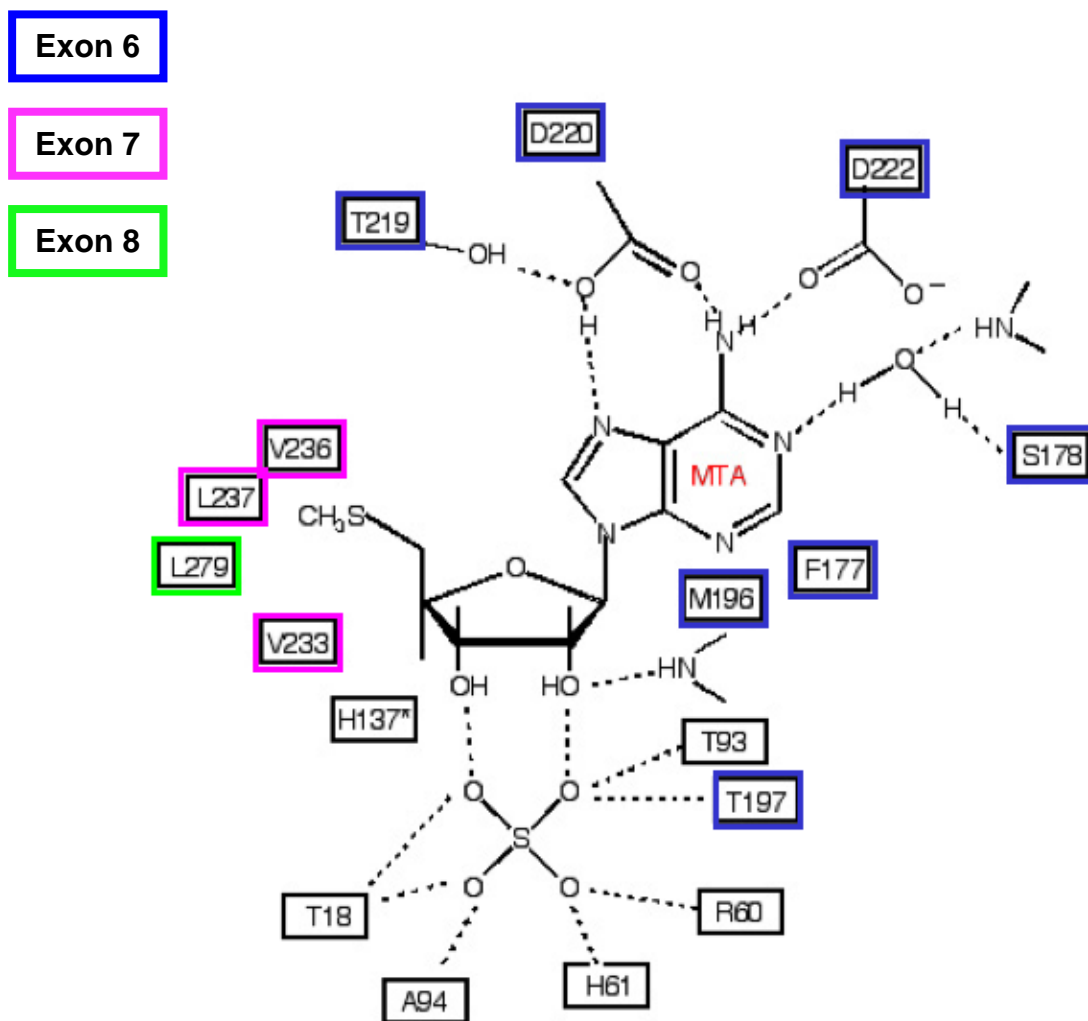 Exon 6
Exon 7
Exon 8
D220
D222
T219
OH
O
O
O
O⁻
H
H
H
HN
N
O
H
H
N
N
S178
V236
L237
MTA
CH₃S
N
N
L279
O
F177
M196
V233
OH
HO
HN
H137*
T93
O
O
T197
S
O
O
T18
R60
A94
H61